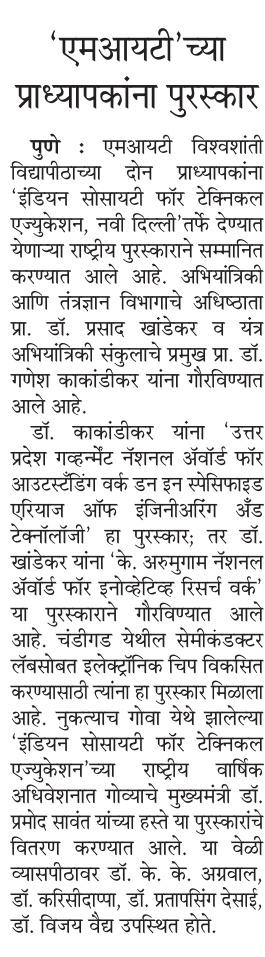 ‘एमआयटी’च्या
प्राध्यापकांना पुरस्कार
पुणे : एमआयटी विश्वशांती
विद्यापीठाच्या दोन प्राध्यापकांना
‘इंडियन सोसायटी फॉर टेक्निकल
एज्युकेशन, नवी दिल्ली’तर्फे देण्यात
येणाऱ्या राष्ट्रीय पुरस्काराने सम्मानित
करण्यात आले आहे. अभियांत्रिकी
आणि तंत्रज्ञान विभागाचे अधिष्ठाता
प्रा. डॉ. प्रसाद खांडेकर व यंत्र
अभियांत्रिकी संकुलाचे प्रमुख प्रा. डॉ.
गणेश काकांडीकर यांना गौरविण्यात
आले आहे.
डॉ. काकांडीकर यांना ‘उत्तर
प्रदेश गव्हर्न्मेंट नॅशनल ॲवॉर्ड फॉर
आउटस्टँडिंग वर्क डन इन स्पेसिफाइड
एरियाज ऑफ इंजिनीअरिंग अँड
टेक्नॉलॉजी’ हा पुरस्कार; तर डॉ.
खांडेकर यांना ‘के. अरुमुगाम नॅशनल
ॲवॉर्ड फॉर इनोव्हेटिव्ह रिसर्च वर्क’
या पुरस्काराने गौरविण्यात आले
आहे. चंडीगड येथील सेमीकंडक्टर
लॅबसोबत इलेक्ट्रॉनिक चिप विकसित
करण्यासाठी त्यांना हा पुरस्कार मिळाला
आहे. नुकत्याच गोवा येथे झालेल्या
‘इंडियन सोसायटी फॉर टेक्निकल
एज्युकेशन’च्या राष्ट्रीय वार्षिक
अधिवेशनात गोव्याचे मुख्यमंत्री डॉ.
प्रमोद सावंत यांच्या हस्ते या पुरस्कारांचे
वितरण करण्यात आले. या वेळी
व्यासपीठावर डॉ. के. के. अग्रवाल,
डॉ. करिसीदाप्पा, डॉ. प्रतापसिंग देसाई,
डॉ. विजय वैद्य उपस्थित होते.